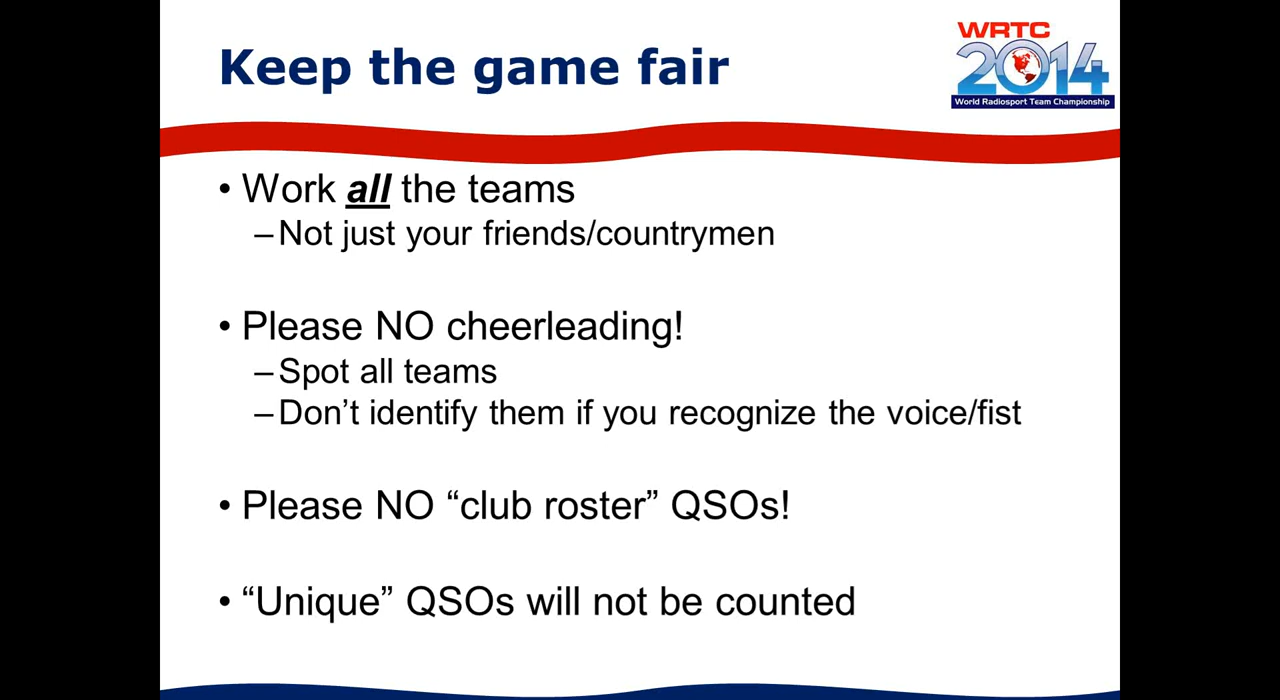 Keep the game fair
WRTC
2014
World Radiosport Team Championship
• Work all the teams
– Not just your friends/countrymen
• Please NO cheerleading!
– Spot all teams
– Don’t identify them if you recognize the voice/fist
• Please NO “club roster” QSOs!
• “Unique” QSOs will not be counted